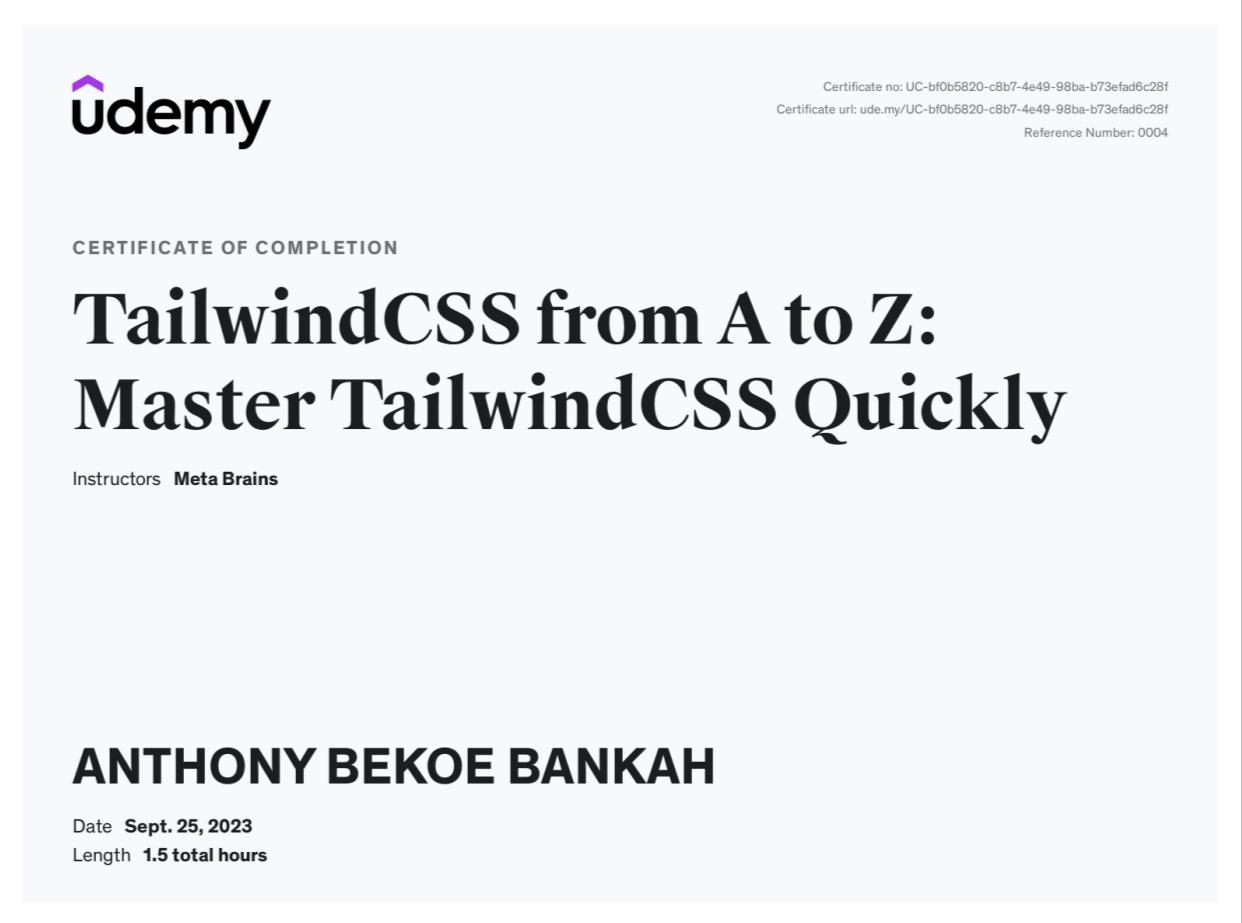 udemy
Certificate no: UC-bf0b5820-c8b7-4e49-98ba-b73efad6c28f
Certificate url: ude.my/UC-bf0b5820-c8b7-4e49-98ba-b73efad6c28f
Reference Number: 0004
CERTIFICATE OF COMPLETION
TailwindCSS from A to Z:
Master TailwindCSS Quickly
Instructors Meta Brains
ANTHONY BEKOE BANKAH
Date Sept. 25, 2023
Length 1.5 total hours